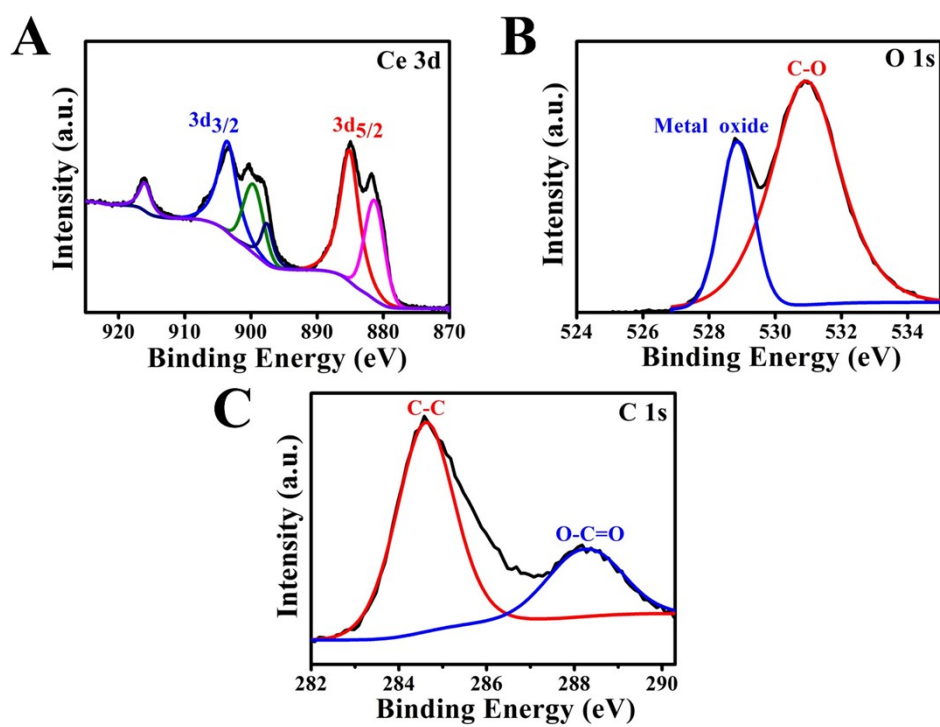 A
Ce 3d
3d3/2
3d5/2
Intensity (a.u.)
920 910 900 890 880 870
Binding Energy (eV)
B
O 1s
C-O
Metal oxide
Intensity (a.u.)
524 526 528 530 532 534
Binding Energy (eV)
C
C 1s
C-C
O-C=O
Intensity (a.u.)
282 284 286 288 290
Binding Energy (eV)